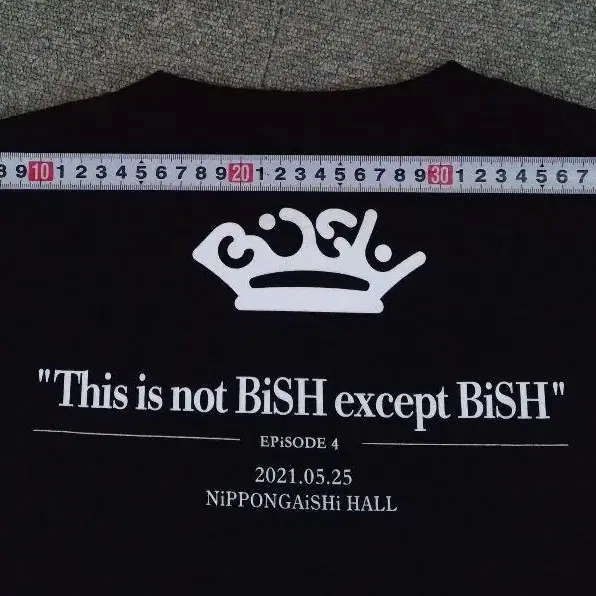 8 9 10 1 2 3 4 5 6 7 8 9 20 1 2 3 4 5 6 7 8 9 30 1 2 3 4 5 6 7
BiSH
"This is not BiSH except BiSH"
EPiSODE 4
2021.05.25
NiPPONGAiSHi HALL